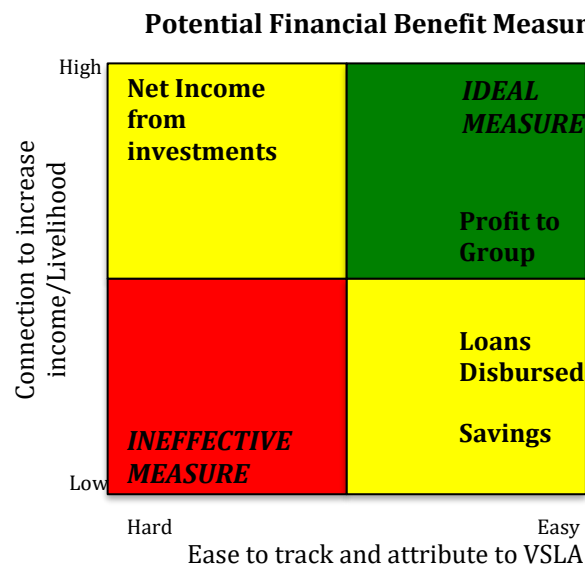 Potential Financial Benefit Measur
High
Net Income
from
investments
IDEAL
MEASURE
Profit to
Group
Connection to increase
income/Livelihood
Loans
Disbursed
Savings
INEFFECTIVE
MEASURE
Low
Hard
Easy
Ease to track and attribute to VSLA